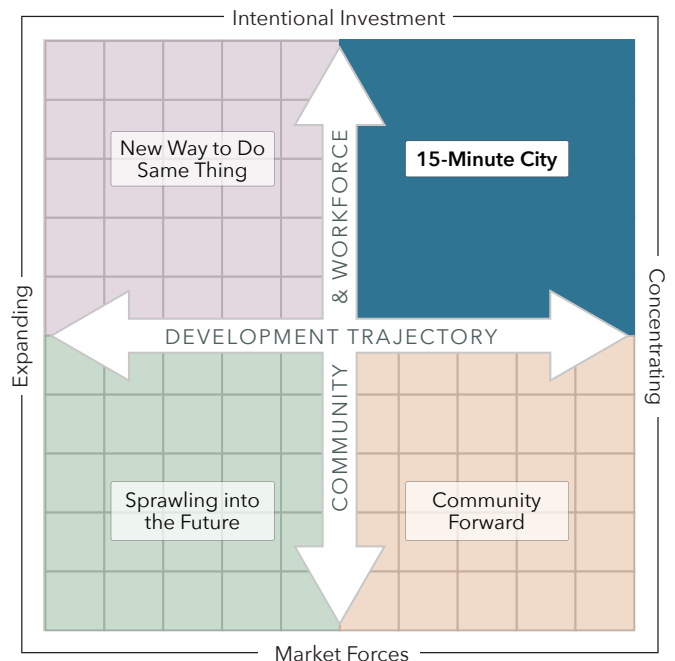 Intentional Investment
New Way to Do
Same Thing
15-Minute City
COMMUNITY & WORKFORCE
Expanding
DEVELOPMENT TRAJECTORY
Concentrating
Sprawling into
the Future
Community
Forward
Market Forces